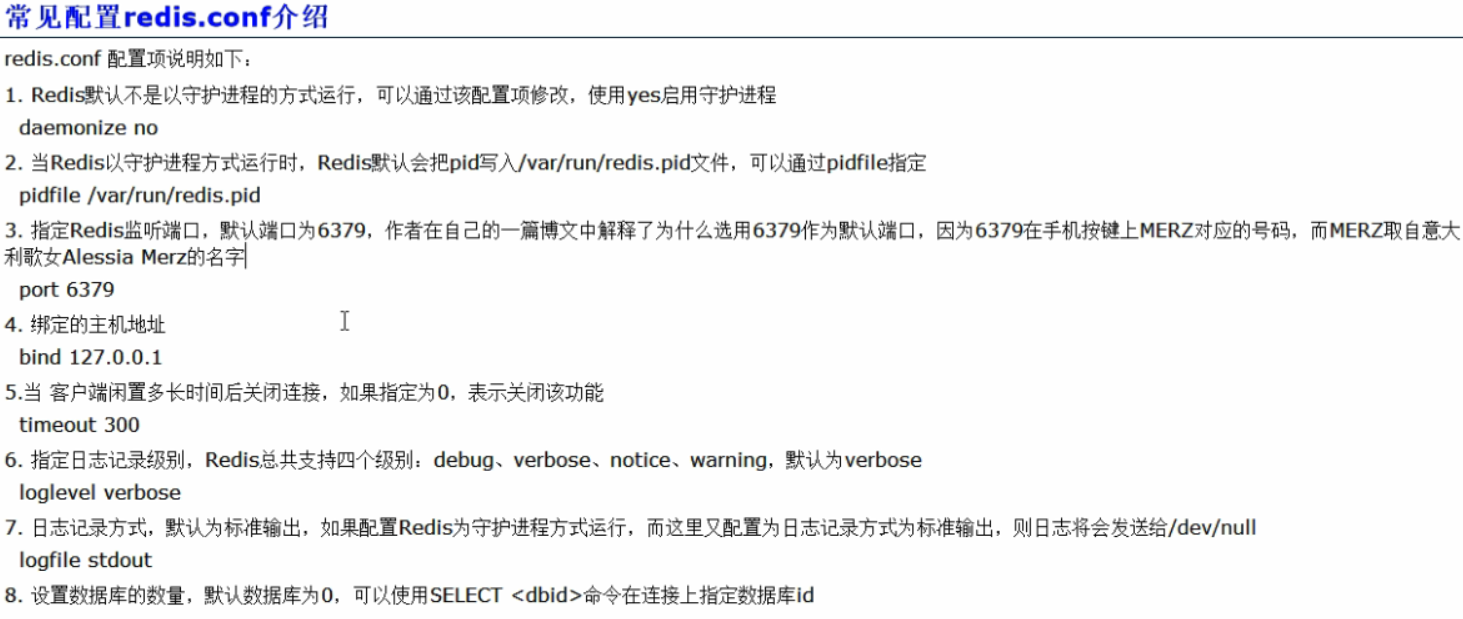 常见配置redis.conf介绍
redis.conf 配置项说明如下：
1. Redis默认不是以守护进程的方式运行，可以通过该配置项修改，使用yes启用守护进程
daemonize no
2. 当Redis以守护进程方式运行时，Redis默认会把pid写入/var/run/redis.pid文件，可以通过pidfile指定
pidfile /var/run/redis.pid
3. 指定Redis监听端口，默认端口为6379，作者在自己的一篇博文中解释了为什么选用6379作为默认端口，因为6379在手机按键上MERZ对应的号码，而MERZ取自意大
利歌女Alessia Merz的名字
port 6379
4. 绑定的主机地址
bind 127.0.0.1
5.当 客户端闲置多长时间后关闭连接，如果指定为0，表示关闭该功能
timeout 300
6. 指定日志记录级别，Redis总共支持四个级别：debug、verbose、notice、warning，默认为verbose
loglevel verbose
7. 日志记录方式，默认为标准输出，如果配置Redis为守护进程方式运行，而这里又配置为日志记录方式为标准输出，则日志将会发送给/dev/null
logfile stdout
8. 设置数据库的数量，默认数据库为0，可以使用SELECT <dbid>命令在连接上指定数据库id